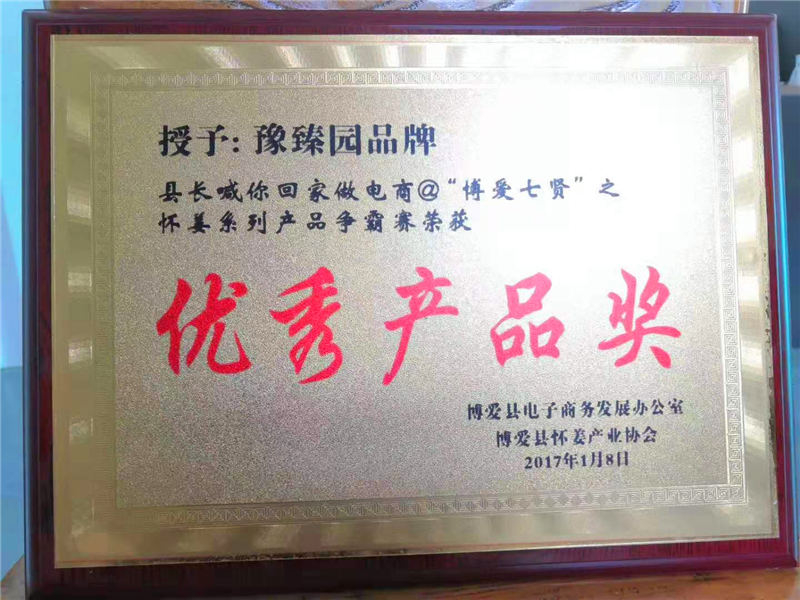 授予:豫臻园品牌
县长喊你回家做电商@“博爱七贤”之
怀姜系列产品争霸赛荣获
优秀产品奖
博爱县电子商务发展办公室
博爱县怀姜产业协会
2017年1月8日